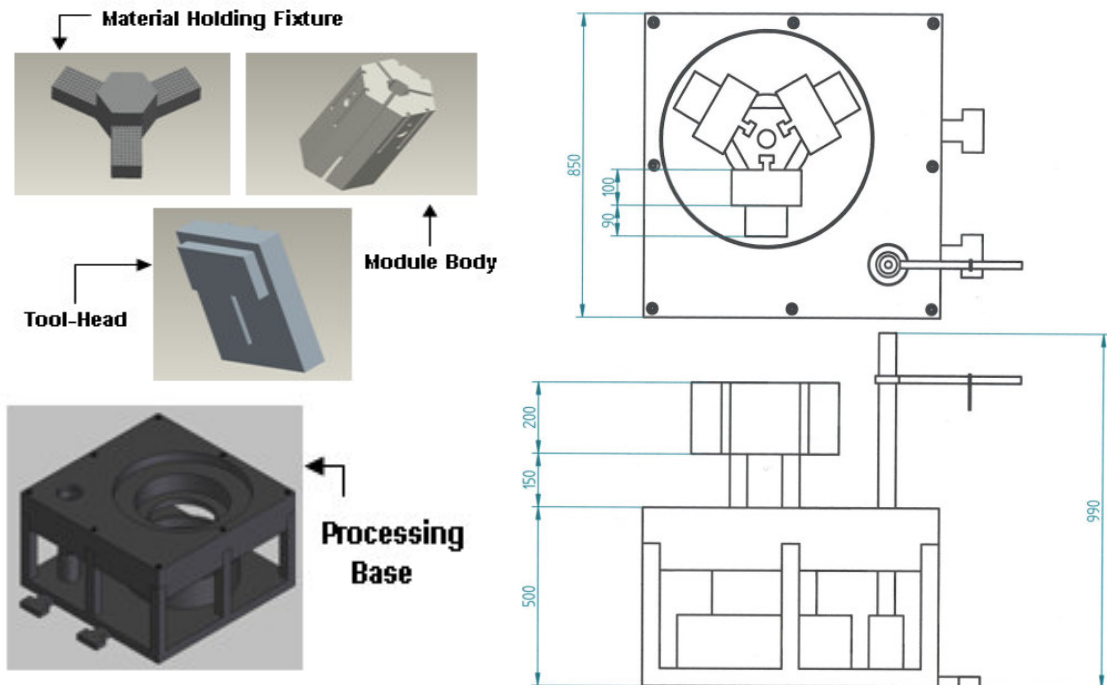 Material Holding Fixture
Module Body
Tool-Head
Processing
Base
850
100
90
200
150
500
990